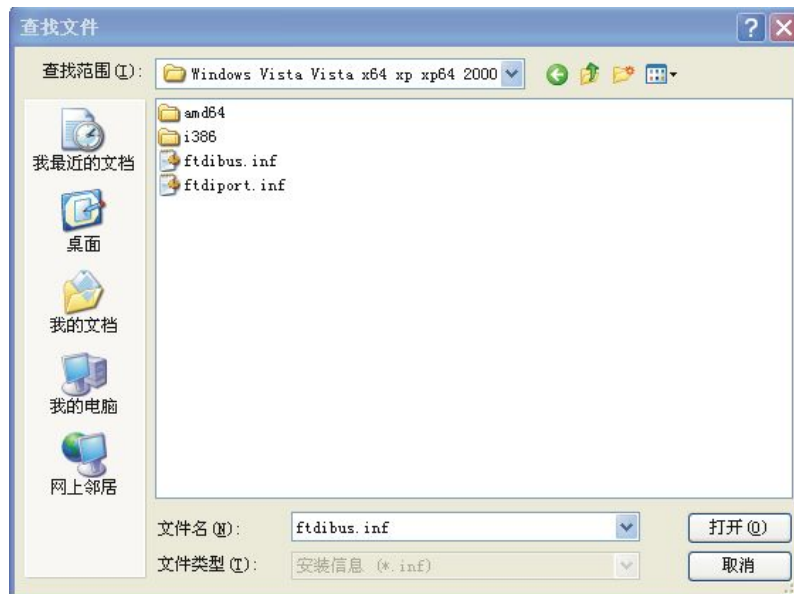 查找文件
查找范围(I):
Windows Vista Vista x64 xp xp64 2000
amd64
i386
ftdibus.inf
ftdiport.inf
我最近的文档
桌面
我的文档
我的电脑
网上邻居
文件名(N):
ftdibus.inf
打开(O)
文件类型(T):
安装信息 (*.inf)
取消